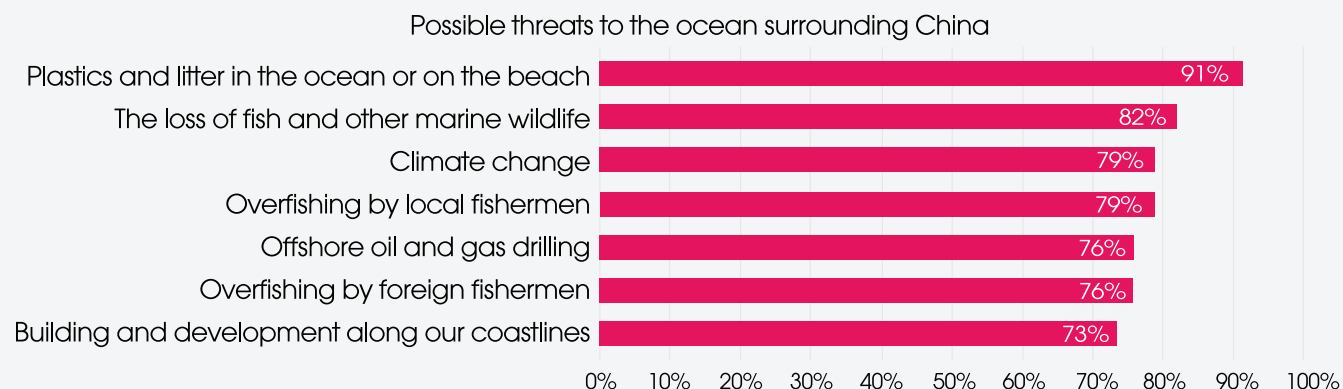 Possible threats to the ocean surrounding China
Plastics and litter in the ocean or on the beach 91%
The loss of fish and other marine wildlife 82%
Climate change 79%
Overfishing by local fishermen 79%
Offshore oil and gas drilling 76%
Overfishing by foreign fishermen 76%
Building and development along our coastlines 73%
0% 10% 20% 30% 40% 50% 60% 70% 80% 90% 100%